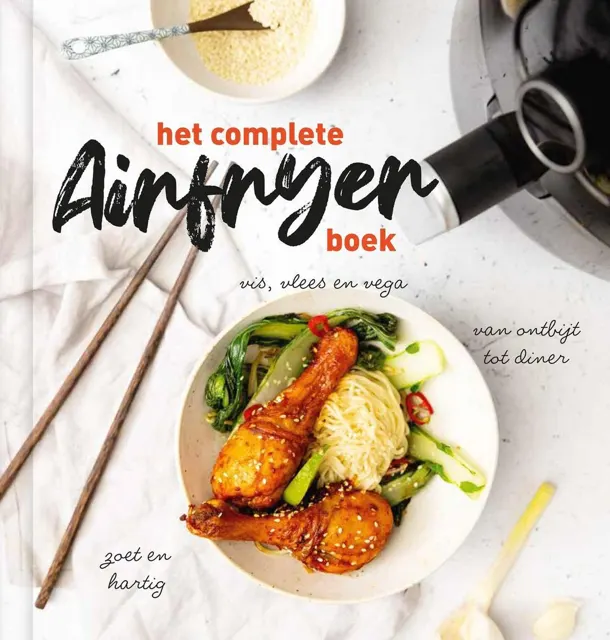 het complete
Airfryer
boek
vis, vlees en vega
van ontbijt
tot diner
zoet en
hartig